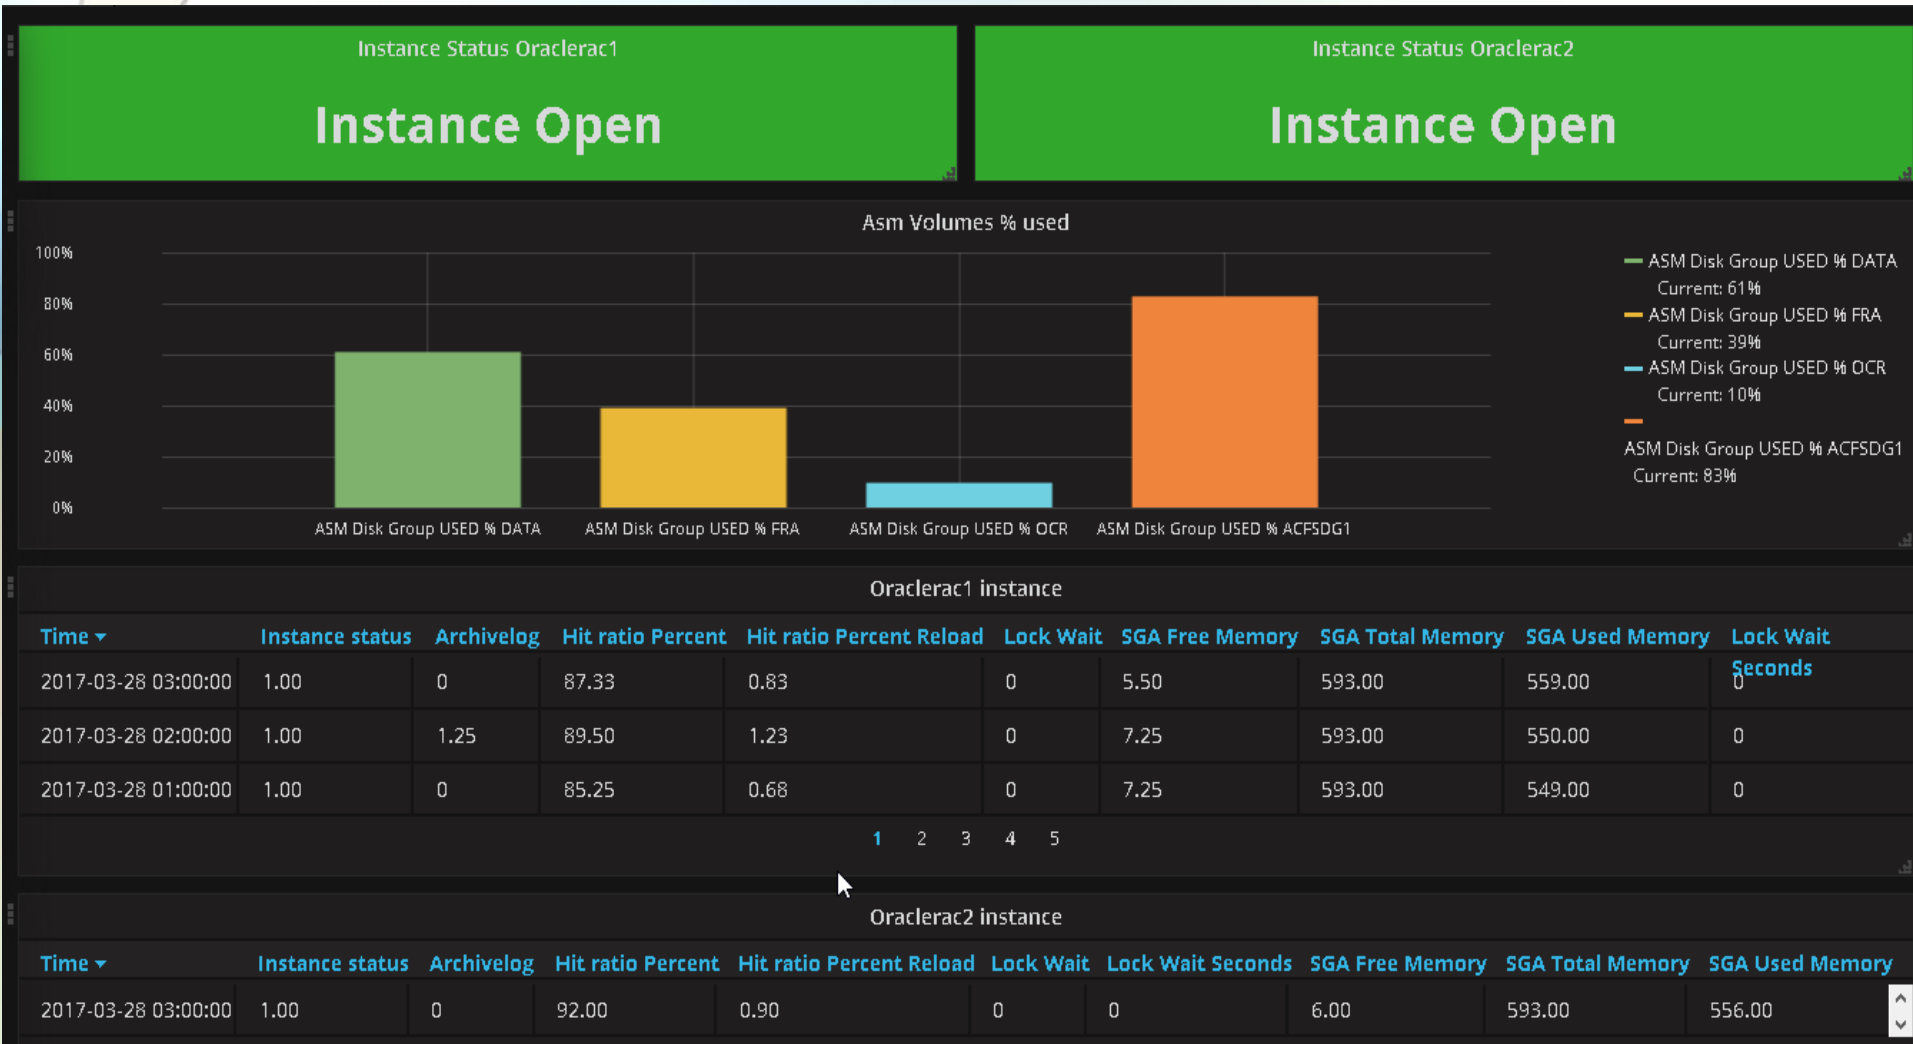 Instance Status Oraclerac1
Instance Open
Instance Status Oraclerac2
Instance Open
Asm Volumes % used
100%
80%
60%
40%
20%
0%
ASM Disk Group USED % DATA
ASM Disk Group USED % FRA
ASM Disk Group USED % OCR
ASM Disk Group USED % ACFSDG1
ASM Disk Group USED % DATA
Current: 61%
ASM Disk Group USED % FRA
Current: 39%
ASM Disk Group USED % OCR
Current: 10%
ASM Disk Group USED % ACFSDG1
Current: 83%
Oraclerac1 instance
Time Instance status Archivelog Hit ratio Percent Hit ratio Percent Reload Lock Wait SGA Free Memory SGA Total Memory SGA Used Memory Lock Wait
Seconds
2017-03-28 03:00:00 1.00 0 87.33 0.83 0 5.50 593.00 559.00 0
2017-03-28 02:00:00 1.00 1.25 89.50 1.23 0 7.25 593.00 550.00 0
2017-03-28 01:00:00 1.00 0 85.25 0.68 0 7.25 593.00 549.00 0
1 2 3 4 5
Oraclerac2 instance
Time Instance status Archivelog Hit ratio Percent Hit ratio Percent Reload Lock Wait Lock Wait Seconds SGA Free Memory SGA Total Memory SGA Used Memory
2017-03-28 03:00:00 1.00 0 92.00 0.90 0 0 6.00 593.00 556.00